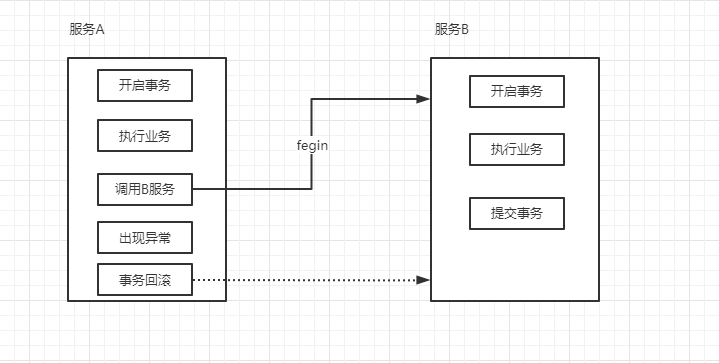 服务A
开启事务
执行业务
调用B服务
出现异常
事务回滚
fegin
服务B
开启事务
执行业务
提交事务